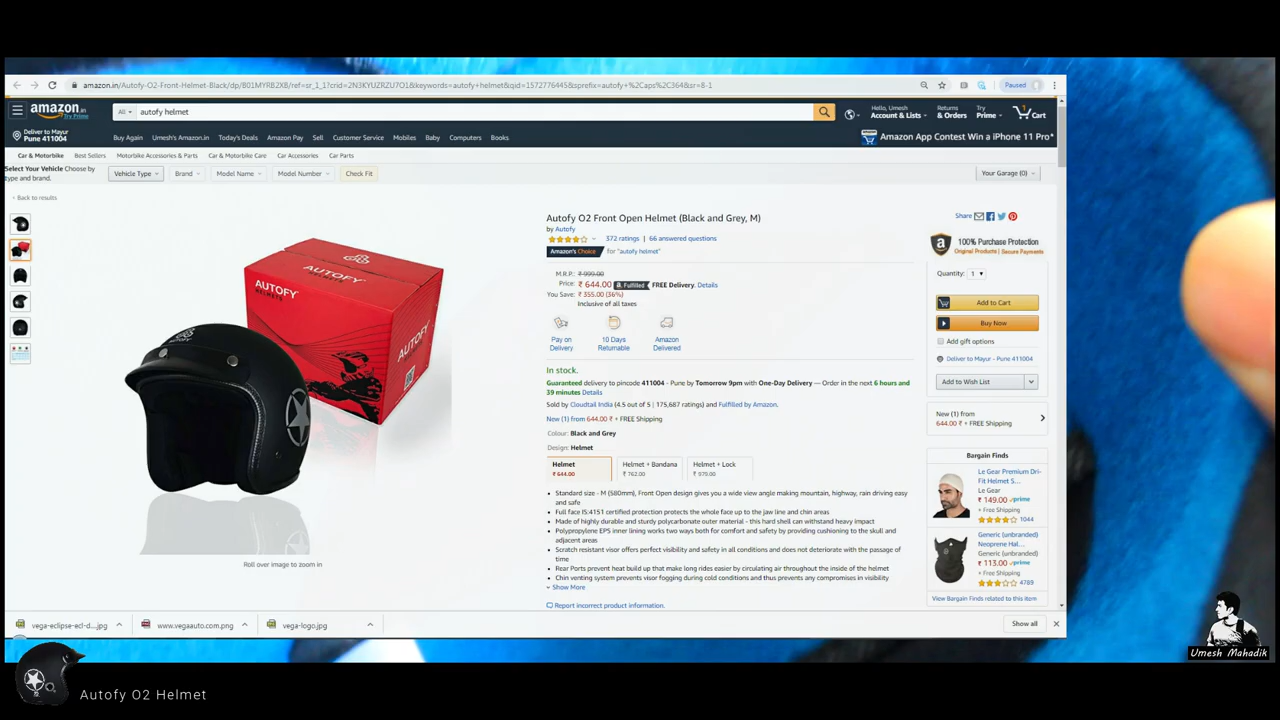 amazon.in/Autofy-O2-Front-Helmet-Black/dp/B01MYRB2XB/ref=sr_1_1?crid=2N3KYUZRZU7O1&keywords=autofy+helmet&qid=1572776445&sprefix=autofy+%2Caps%2C364&sr=8-1
Paused
amazon.in
Try Prime
All
autofy helmet
Hello, Umesh
Account & Lists
Returns
& Orders
Try
Prime
1
Cart
Deliver to Mayur
Pune 411004
Buy Again
Umesh's Amazon.in
Today's Deals
Amazon Pay
Sell
Customer Service
Mobiles
Baby
Computers
Books
Amazon App Contest Win a iPhone 11 Pro*
Car & Motorbike
Best Sellers
Motorbike Accessories & Parts
Car & Motorbike Care
Car Accessories
Car Parts
Select Your Vehicle Choose by
type and brand.
Vehicle Type
Brand
Model Name
Model Number
Check Fit
Your Garage (0)
‹ Back to results
AUTOFY
AUTOFY
HELMETS
AUTOFY
AUTOFY
Roll over image to zoom in
Autofy O2 Front Open Helmet (Black and Grey, M)
by Autofy
372 ratings | 66 answered questions
Amazon's Choice for "autofy helmet"
M.R.P.: ₹ 999.00
Price: ₹ 644.00 Fulfilled FREE Delivery. Details
You Save: ₹ 355.00 (36%)
Inclusive of all taxes
Pay on
Delivery
10 Days
Returnable
Amazon
Delivered
In stock.
Guaranteed delivery to pincode 411004 - Pune by Tomorrow 9pm with One-Day Delivery — Order in the next 6 hours and
39 minutes Details
Sold by Cloudtail India (4.5 out of 5 | 175,687 ratings) and Fulfilled by Amazon.
New (1) from 644.00 ₹ + FREE Shipping
Colour: Black and Grey
Design: Helmet
Helmet
₹ 644.00
Helmet + Bandana
₹ 762.00
Helmet + Lock
₹ 979.00
• Standard size - M (580mm), Front Open design gives you a wide view angle making mountain, highway, rain driving easy
and safe
• Full face IS:4151 certified protection protects the whole face up to the jaw line and chin areas
• Made of highly durable and sturdy polycarbonate outer material - this hard shell can withstand heavy impact
• Polypropylene EPS inner lining works two ways both for comfort and safety by providing cushioning to the skull and
adjacent areas
• Scratch resistant visor offers perfect visibility and safety in all conditions and does not deteriorate with the passage of
time
• Rear Ports prevent heat build up that make long rides easier by circulating air throughout the inside of the helmet
• Chin venting system prevents visor fogging during cold conditions and thus prevents any compromises in visibility
Show More
Report incorrect product information.
Share
100% Purchase Protection
Original Products | Secure Payments
Quantity: 1
Add to Cart
Buy Now
Add gift options
Deliver to Mayur - Pune 411004
Add to Wish List
New (1) from
644.00 ₹ + FREE Shipping
Bargain Finds
Le Gear Premium Dri-
Fit Helmet S...
Le Gear
₹ 149.00 prime
+ Free Shipping
1044
Generic (unbranded)
Neoprene Hal...
Generic (unbranded)
₹ 113.00 prime
+ Free Shipping
4789
View Bargain Finds related to this item
vega-eclipse-ecl-d....jpg
www.vegaauto.com.png
vega-logo.jpg
Show all
Umesh Mahadik
Autofy O2 Helmet